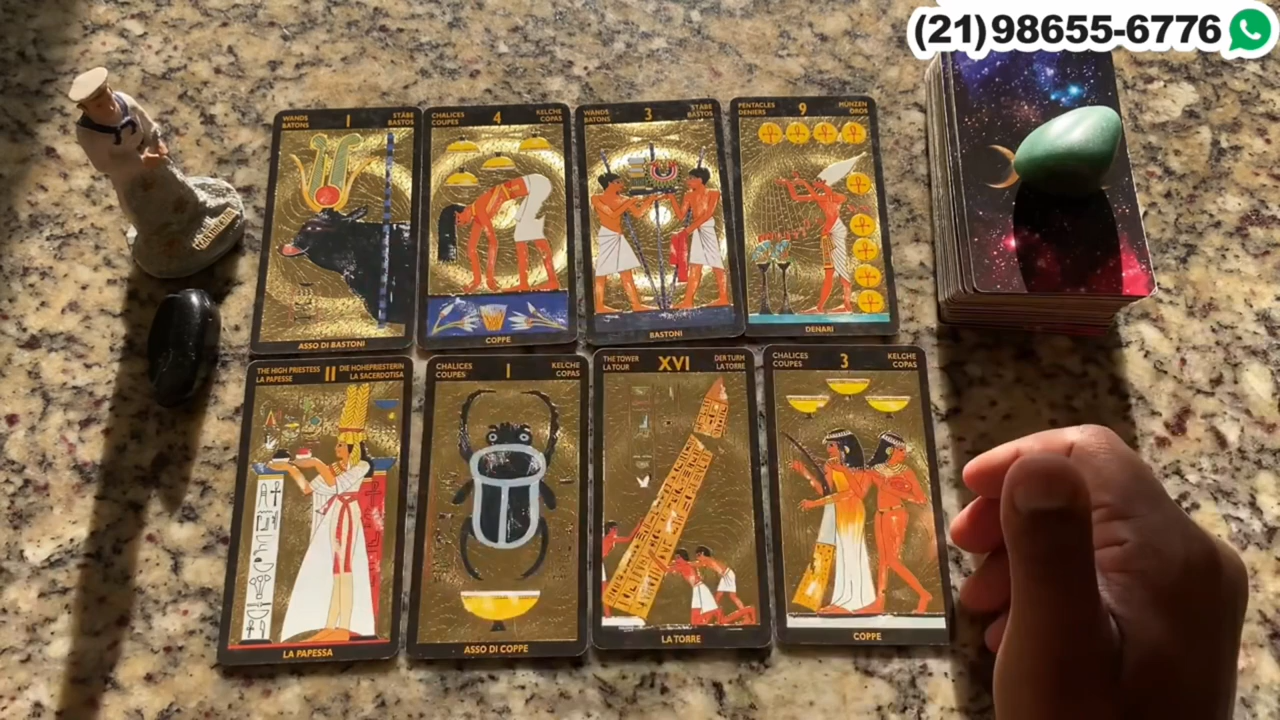 (21)98655-6776
WANDS
BATONS
I
STÄBE
BASTOS
ASSO DI BASTONI
CHALICES
COUPES
4
KELCHE
COPAS
COPPE
WANDS
BATONS
3
STÄBE
BASTOS
BASTONI
PENTACLES
DENIERS
9
MÜNZEN
OROS
DENARI
THE HIGH PRIESTESS
LA PAPESSE
II
DIE HOHEPRIESTERIN
LA SACERDOTISA
LA PAPESSA
CHALICES
COUPES
I
KELCHE
COPAS
ASSO DI COPPE
THE TOWER
LA TOUR
XVI
DER TURM
LA TORRE
LA TORRE
CHALICES
COUPES
3
KELCHE
COPAS
COPPE